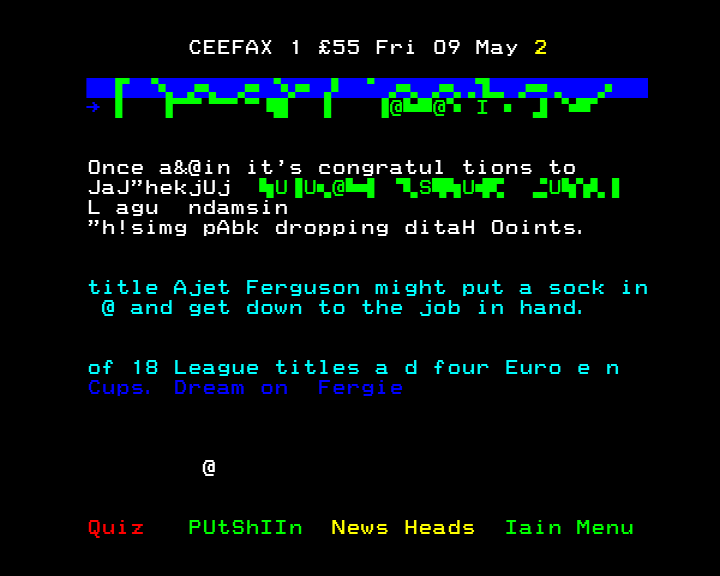 CEEFAX 1 £55 Fri 09 May 2
Once a&@in it's congratul tions to
JaJ"hekjUj
L agu  ndamsin
"h!simg pAbk dropping ditaH Ooints.
title Ajet Ferguson might put a sock in
@ and get down to the job in hand.
of 18 League titles a d four Euro e n
Cups. Dream on  Fergie
@
Quiz PUtShIIn News Heads Iain Menu